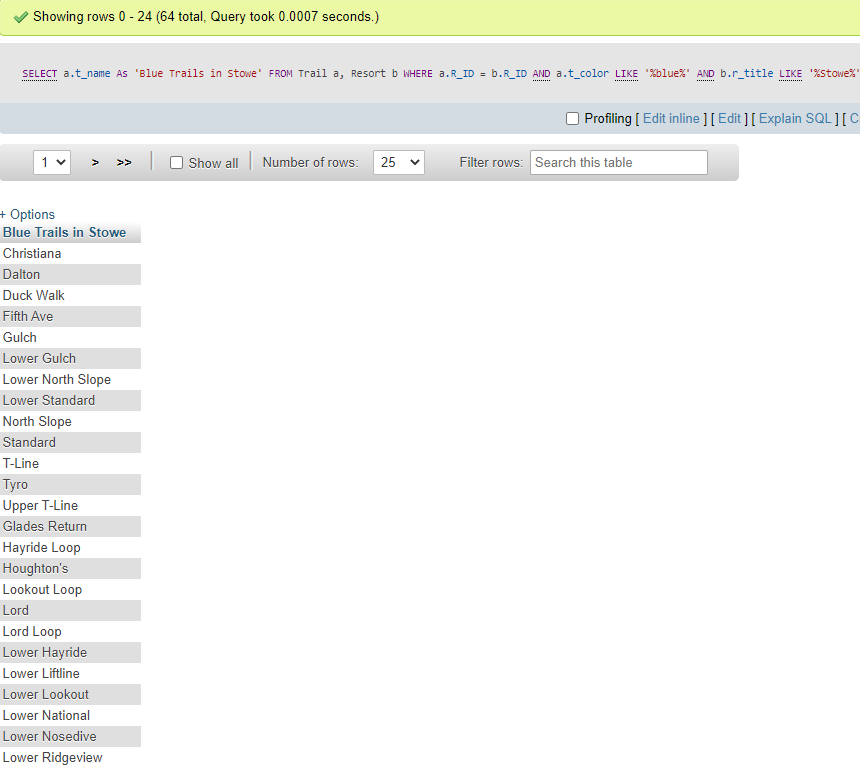 Showing rows 0 - 24 (64 total, Query took 0.0007 seconds.)
SELECT a.t_name As 'Blue Trails in Stowe' FROM Trail a, Resort b WHERE a.R_ID = b.R_ID AND a.t_color LIKE '%blue%' AND b.r_title LIKE '%Stowe%'
Profiling [ Edit inline ] [ Edit ] [ Explain SQL ] [ C
1 > >> Show all Number of rows: 25 Filter rows: Search this table
+ Options
Blue Trails in Stowe
Christiana
Dalton
Duck Walk
Fifth Ave
Gulch
Lower Gulch
Lower North Slope
Lower Standard
North Slope
Standard
T-Line
Tyro
Upper T-Line
Glades Return
Hayride Loop
Houghton's
Lookout Loop
Lord
Lord Loop
Lower Hayride
Lower Liftline
Lower Lookout
Lower National
Lower Nosedive
Lower Ridgeview